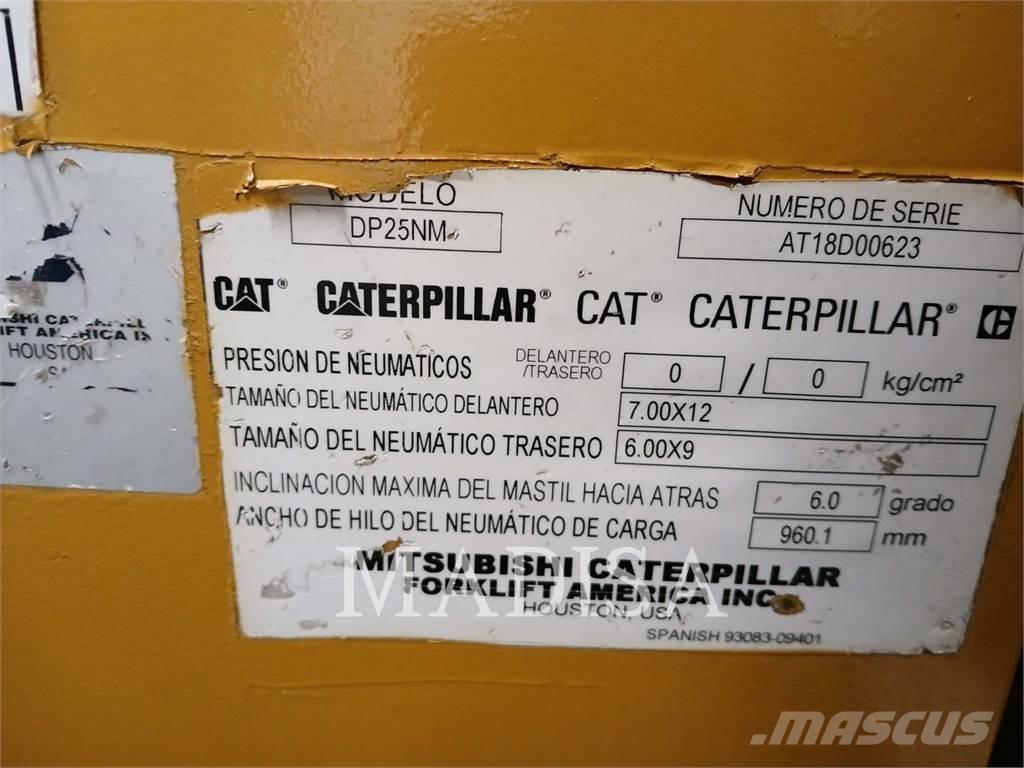 MODELO
DP25NM
NUMERO DE SERIE
AT18D00623
CAT® CATERPILLAR® CAT® CATERPILLAR®
PRESION DE NEUMATICOS DELANTERO /TRASERO 0 / 0 kg/cm²
TAMAÑO DEL NEUMÁTICO DELANTERO 7.00X12
TAMAÑO DEL NEUMÁTICO TRASERO 6.00X9
INCLINACION MAXIMA DEL MASTIL HACIA ATRAS 6.0 grado
ANCHO DE HILO DEL NEUMÁTICO DE CARGA 960.1 mm
MITSUBISHI CATERPILLAR
FORKLIFT AMERICA INC.
HOUSTON, USA
SPANISH 93083-09401
HOUSTON
MADISA
MASCUS